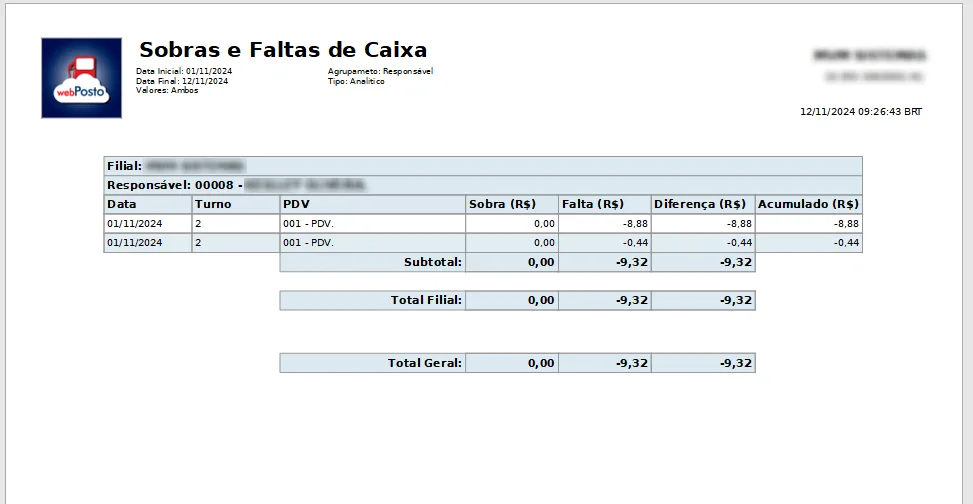 Sobras e Faltas de Caixa
Data Inicial: 01/11/2024 Agrupameto: Responsável
Data Final: 12/11/2024 Tipo: Analítico
Valores: Ambos
webPosto
12/11/2024 09:26:43 BRT
Filial:
Responsável: 00008 -
Data Turno PDV Sobra (R$) Falta (R$) Diferença (R$) Acumulado (R$)
01/11/2024 2 001 - PDV. 0,00 -8,88 -8,88 -8,88
01/11/2024 2 001 - PDV. 0,00 -0,44 -0,44 -0,44
Subtotal: 0,00 -9,32 -9,32
Total Filial: 0,00 -9,32 -9,32
Total Geral: 0,00 -9,32 -9,32